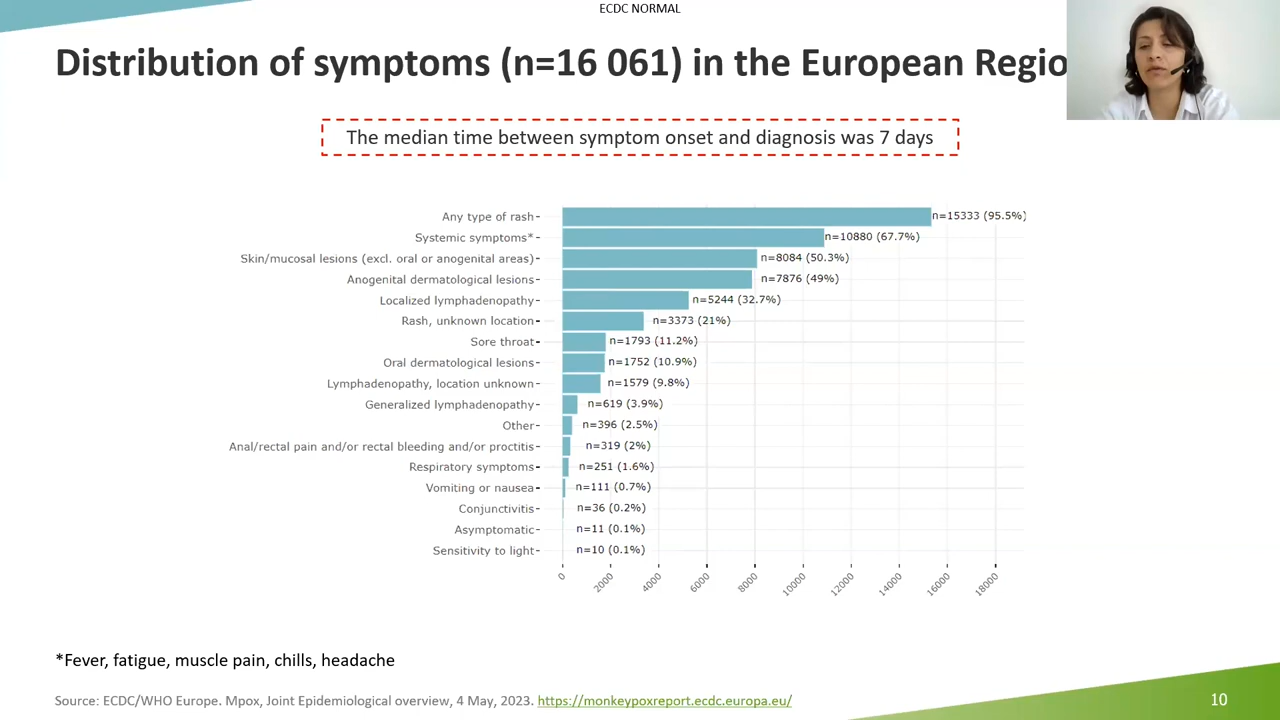 ECDC NORMAL
Distribution of symptoms (n=16 061) in the European Regio
The median time between symptom onset and diagnosis was 7 days
Any type of rash n=15333 (95.5%)
Systemic symptoms* n=10880 (67.7%)
Skin/mucosal lesions (excl. oral or anogenital areas) n=8084 (50.3%)
Anogenital dermatological lesions n=7876 (49%)
Localized lymphadenopathy n=5244 (32.7%)
Rash, unknown location n=3373 (21%)
Sore throat n=1793 (11.2%)
Oral dermatological lesions n=1752 (10.9%)
Lymphadenopathy, location unknown n=1579 (9.8%)
Generalized lymphadenopathy n=619 (3.9%)
Other n=396 (2.5%)
Anal/rectal pain and/or rectal bleeding and/or proctitis n=319 (2%)
Respiratory symptoms n=251 (1.6%)
Vomiting or nausea n=111 (0.7%)
Conjunctivitis n=36 (0.2%)
Asymptomatic n=11 (0.1%)
Sensitivity to light n=10 (0.1%)
0 2000 4000 6000 8000 10000 12000 14000 16000 18000
*Fever, fatigue, muscle pain, chills, headache
Source: ECDC/WHO Europe. Mpox, Joint Epidemiological overview, 4 May, 2023. https://monkeypoxreport.ecdc.europa.eu/
10